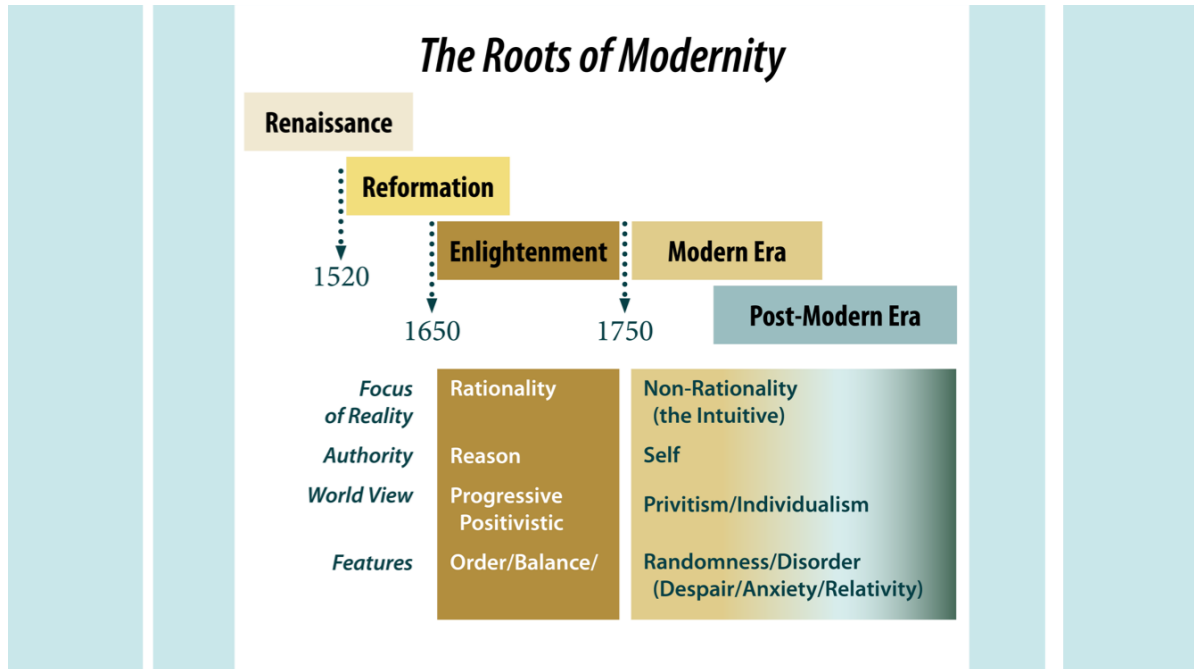 The Roots of Modernity
Renaissance
Reformation
Enlightenment
Modern Era
1520
Post-Modern Era
1650
1750
Focus
of Reality
Rationality
Non-Rationality
(the Intuitive)
Authority
Reason
Self
World View
Progressive
Positivistic
Privitism/Individualism
Features
Order/Balance/
Randomness/Disorder
(Despair/Anxiety/Relativity)